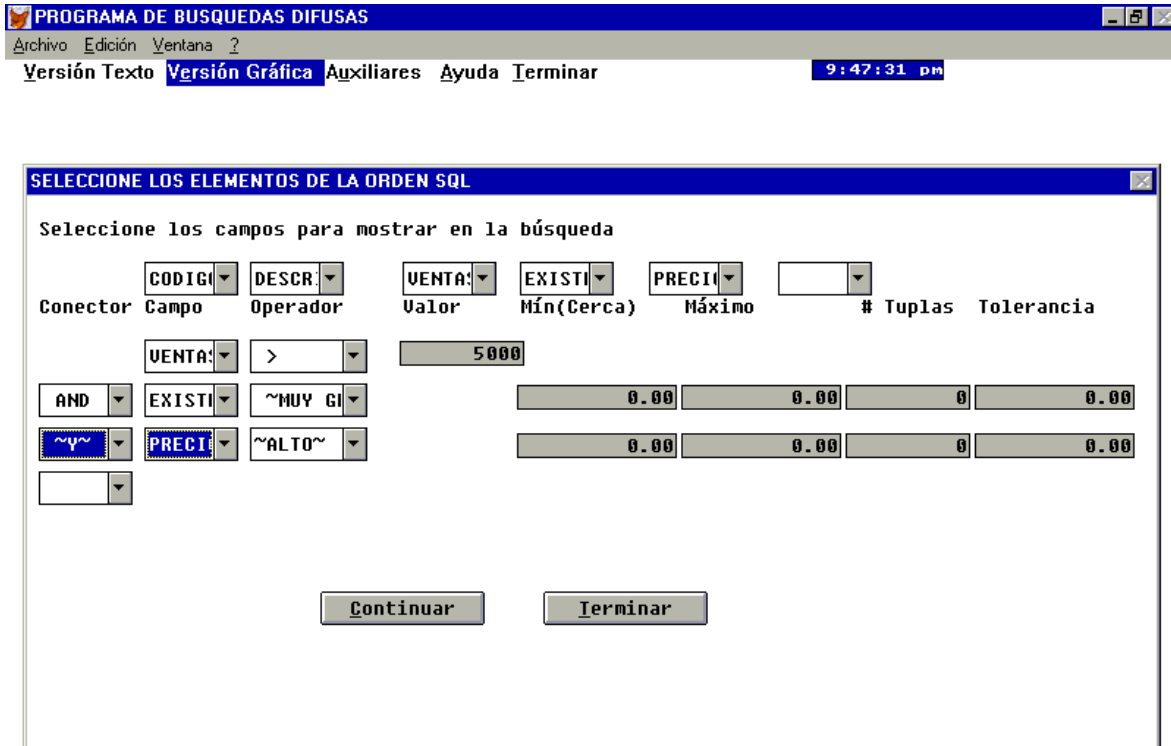 PROGRAMA DE BUSQUEDAS DIFUSAS
Archivo Edición Ventana ?
Versión Texto Versión Gráfica Auxiliares Ayuda Terminar 9:47:31 pm
SELECCIONE LOS ELEMENTOS DE LA ORDEN SQL
Seleccione los campos para mostrar en la búsqueda
CODIG DESCR VENTAS EXISTI PRECI
Conector Campo Operador Valor Mín(Cerca) Máximo # Tuplas Tolerancia
VENTAS > 5000
AND EXISTI ~MUY G 0.00 0.00 0 0.00
~Y~ PRECI ~ALTO~ 0.00 0.00 0 0.00
Continuar Terminar